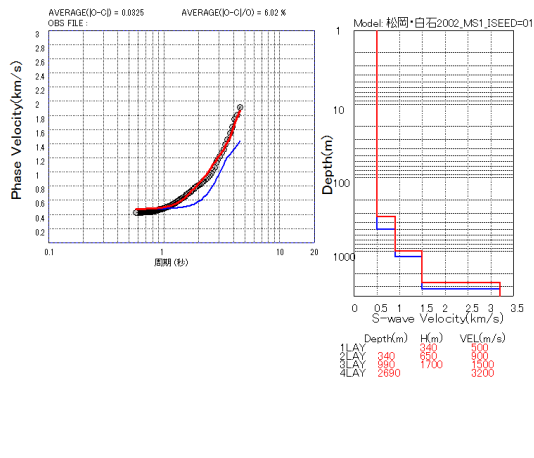 AVERAGE(|O-C|) = 0.0325 AVERAGE(|O-C|/O) = 6.02 %
OBS FILE :
Model: 松岡・白石2002_MS1_ISEED=01
Phase Velocity(km/s)
3
2.8
2.6
2.4
2.2
2
1.8
1.6
1.4
1.2
1
0.8
0.6
0.4
0.2
0.1 1 10 20
周期(秒)
Depth(m)
1
10
100
1000
0 0.5 1 1.5 2 2.5 3 3.5
S-wave Velocity(km/s)
Depth(m) H(m) VEL(m/s)
1LAY 340 500
2LAY 340 650 900
3LAY 990 1700 1500
4LAY 2690 3200